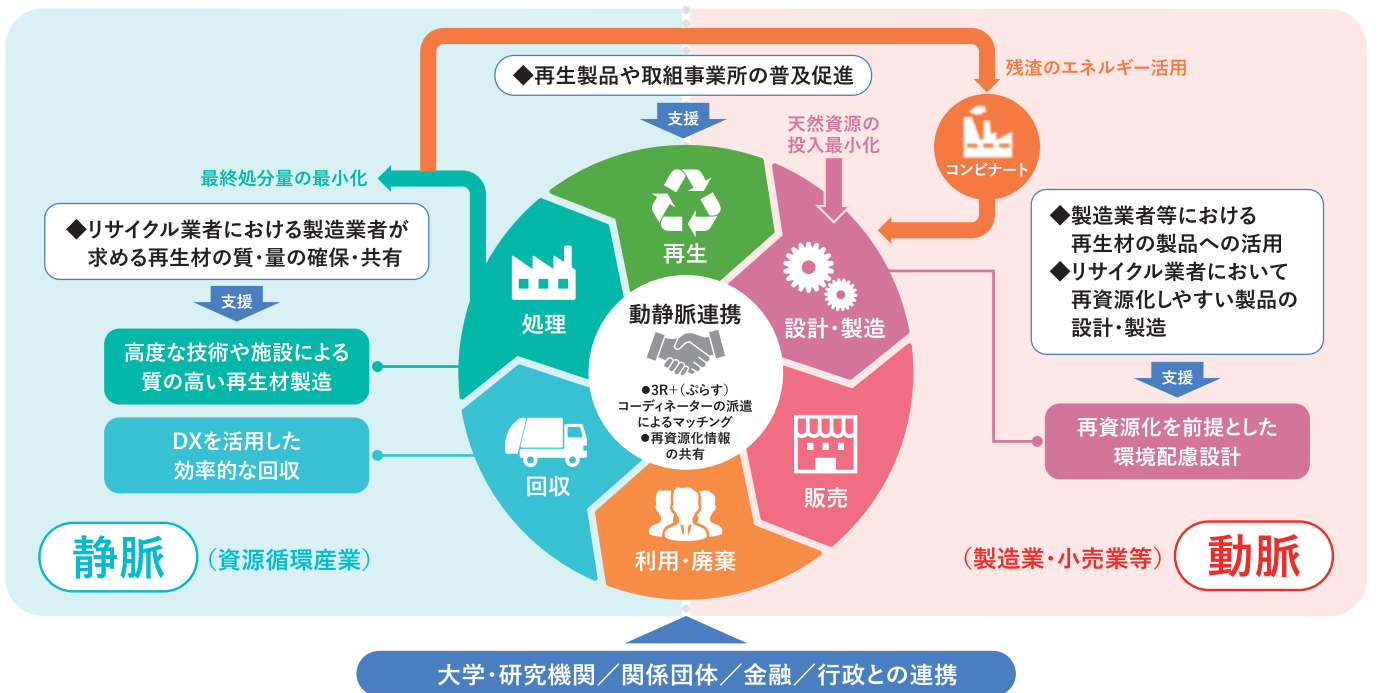 ◆再生製品や取組事業所の普及促進
支援
残渣のエネルギー活用
コンビナート
天然資源の
投入最小化
最終処分量の最小化
◆リサイクル業者における製造業者が
求める再生材の質・量の確保・共有
支援
高度な技術や施設による
質の高い再生材製造
DXを活用した
効率的な回収
再生
設計・製造
販売
利用・廃棄
回収
処理
動静脈連携
●3R+(ぷらす)
コーディネーターの派遣
によるマッチング
●再資源化情報
の共有
◆製造業者等における
再生材の製品への活用
◆リサイクル業者において
再資源化しやすい製品の
設計・製造
支援
再資源化を前提とした
環境配慮設計
静脈(資源循環産業)
(製造業・小売業等)動脈
大学・研究機関/関係団体/金融/行政との連携